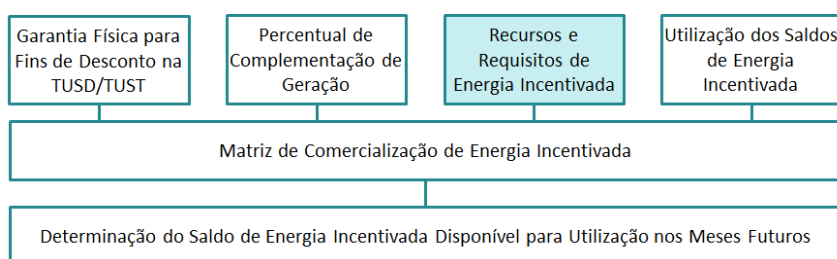 Garantia Física para
Fins de Desconto na
TUSD/TUST
Percentual de
Complementação de
Geração
Recursos e
Requisitos de
Energia Incentivada
Utilização dos Saldos
de Energia
Incentivada
Matriz de Comercialização de Energia Incentivada
Determinação do Saldo de Energia Incentivada Disponível para Utilização nos Meses Futuros